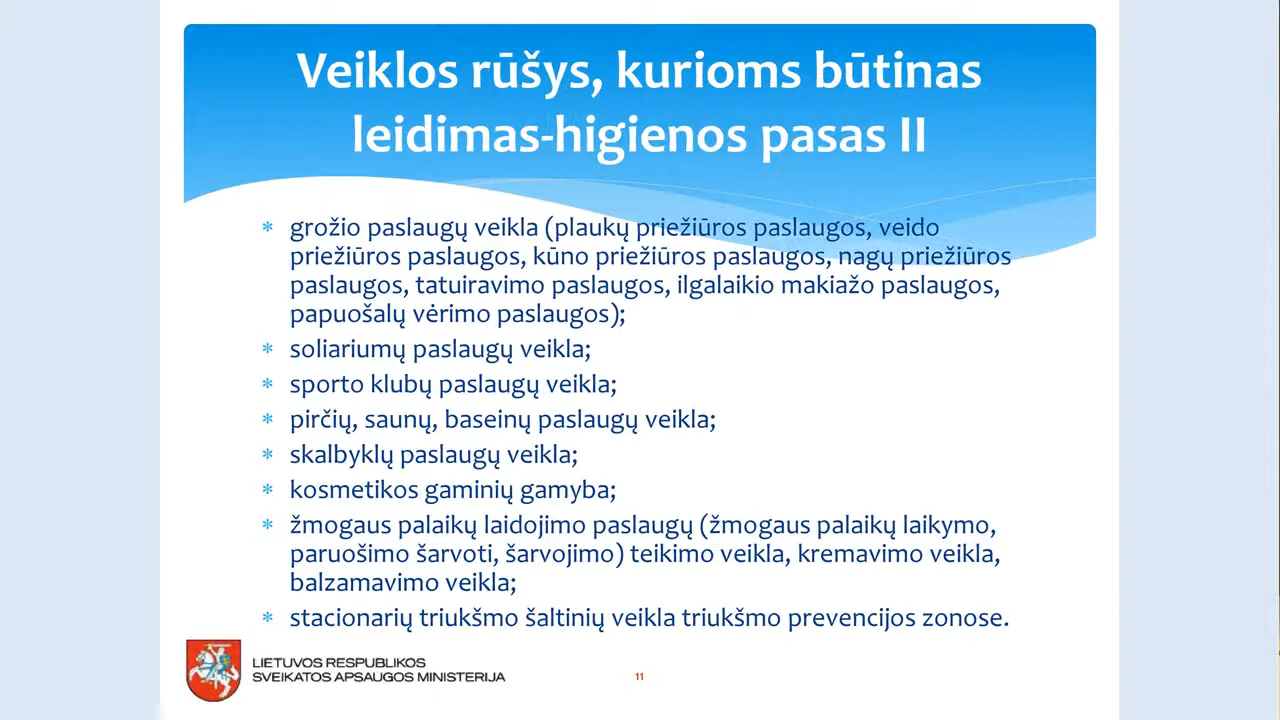 Veiklos rūšys, kurioms būtinas
leidimas-higienos pasas II
* grožio paslaugų veikla (plaukų priežiūros paslaugos, veido
priežiūros paslaugos, kūno priežiūros paslaugos, nagų priežiūros
paslaugos, tatuiravimo paslaugos, ilgalaikio makiažo paslaugos,
papuošalų vėrimo paslaugos);
* soliariumų paslaugų veikla;
* sporto klubų paslaugų veikla;
* pirčių, saunų, baseinų paslaugų veikla;
* skalbyklų paslaugų veikla;
* kosmetikos gaminių gamyba;
* žmogaus palaikų laidojimo paslaugų (žmogaus palaikų laikymo,
paruošimo šarvoti, šarvojimo) teikimo veikla, kremavimo veikla,
balzamavimo veikla;
* stacionarių triukšmo šaltinių veikla triukšmo prevencijos zonose.
LIETUVOS RESPUBLIKOS
SVEIKATOS APSAUGOS MINISTERIJA
11